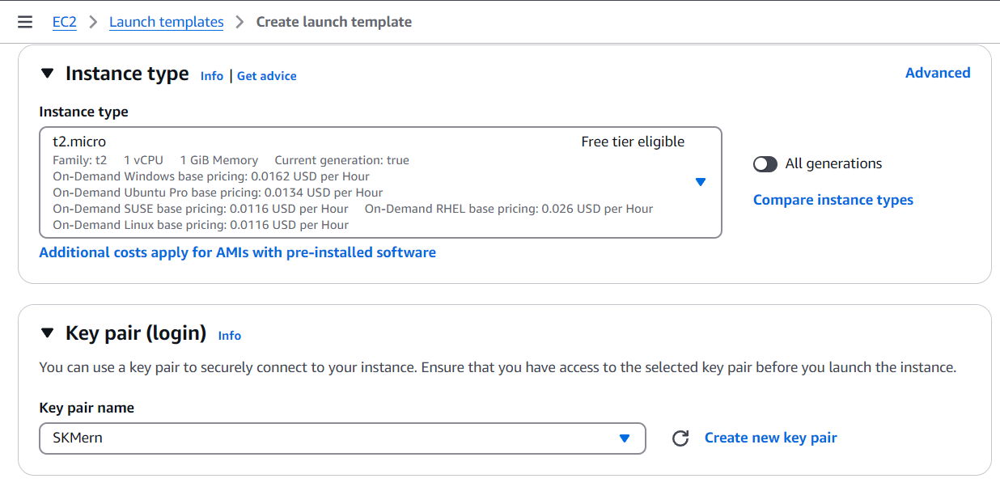 EC2 > Launch templates > Create launch template
Instance type Info | Get advice
Advanced
Instance type
t2.micro Free tier eligible
Family: t2 1 vCPU 1 GiB Memory Current generation: true
On-Demand Windows base pricing: 0.0162 USD per Hour
On-Demand Ubuntu Pro base pricing: 0.0134 USD per Hour
On-Demand SUSE base pricing: 0.0116 USD per Hour On-Demand RHEL base pricing: 0.026 USD per Hour
On-Demand Linux base pricing: 0.0116 USD per Hour
All generations
Compare instance types
Additional costs apply for AMIs with pre-installed software
Key pair (login) Info
You can use a key pair to securely connect to your instance. Ensure that you have access to the selected key pair before you launch the instance.
Key pair name
SKMern
Create new key pair